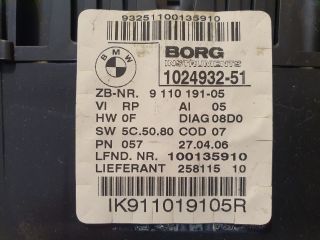 93251100135910
BMW
BORG
INSTRUMENTS
1024932-51
ZB-NR. 9 110 191-05
VI RP AI 05
HW 0F DIAG 08D0
SW 5C.50.80 COD 07
PN 057 27.04.06
LFND. NR. 100135910
LIEFERANT 258115 10
IK911019105R